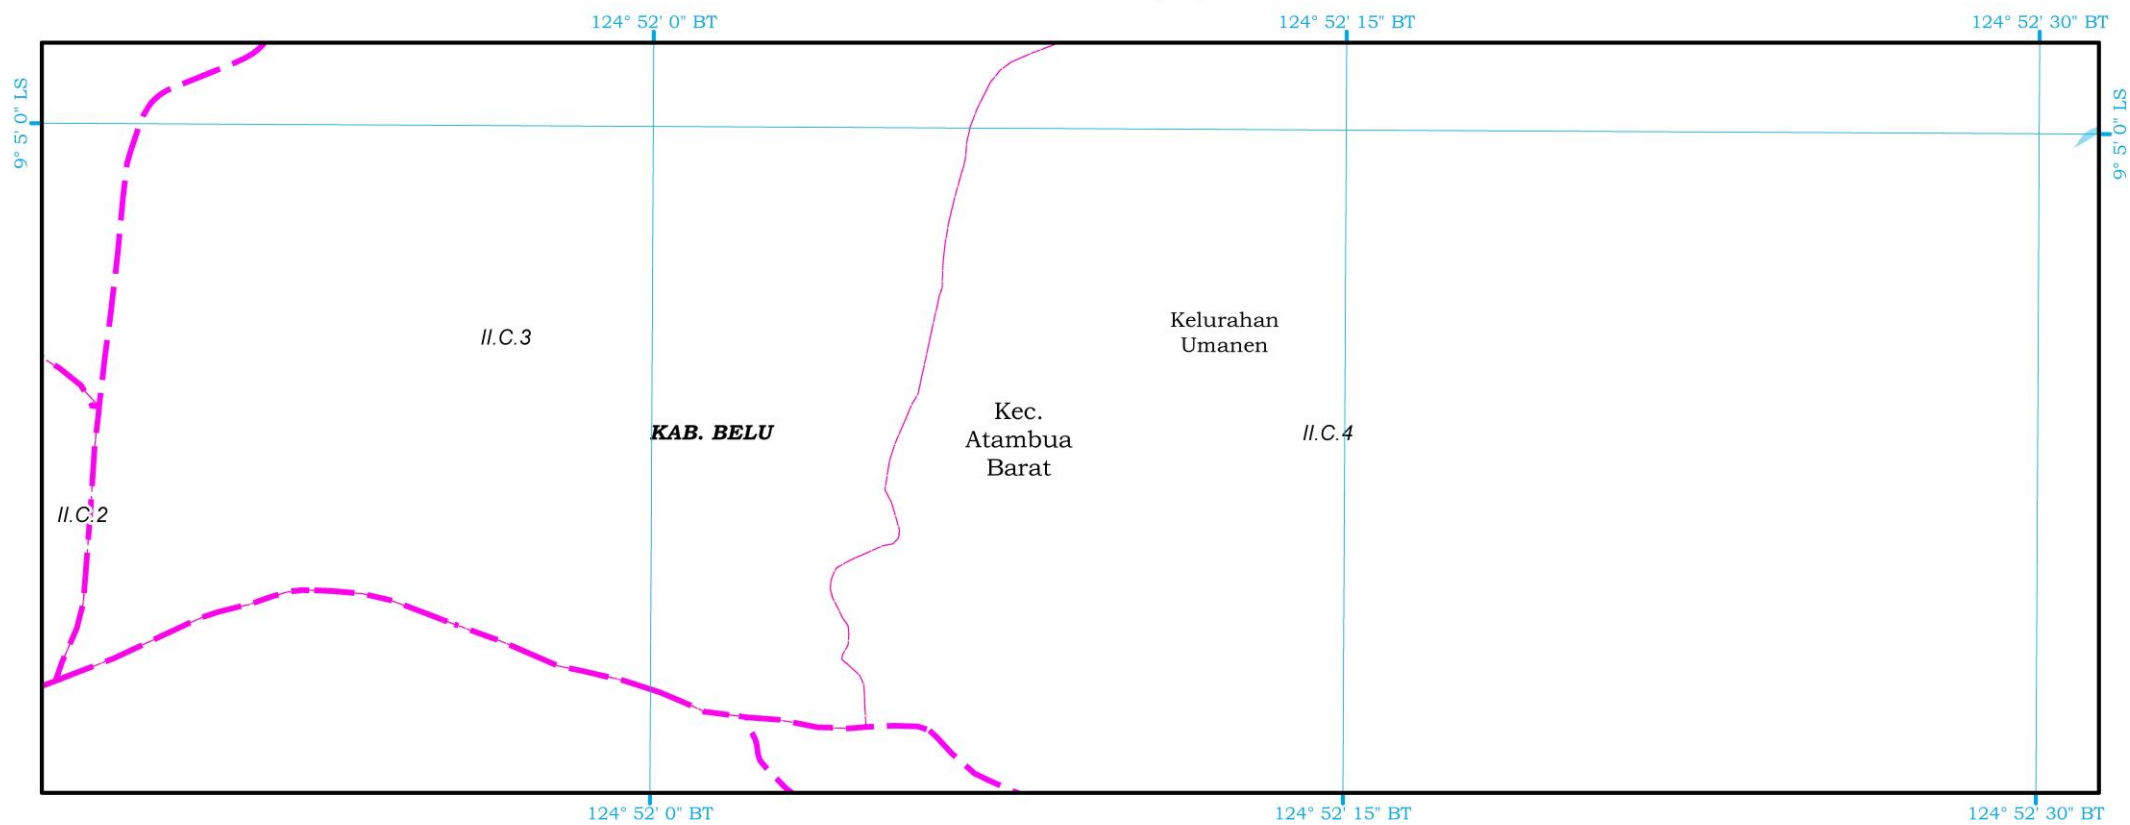 124° 52' 0" BT
124° 52' 15" BT
124° 52' 30" BT
9° 5' 0" LS
9° 5' 0" LS
Kelurahan
Umanen
II.C.3
Kec.
Atambua
Barat
KAB. BELU
II.C.4
II.C.2
124° 52' 0" BT
124° 52' 15" BT
124° 52' 30" BT